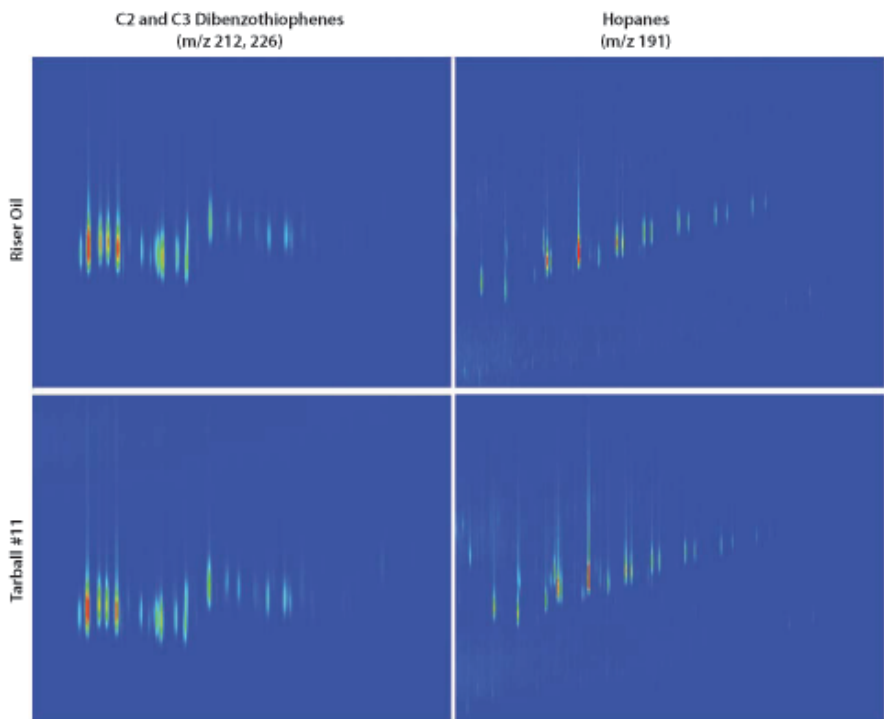 C2 and C3 Dibenzothiophenes
(m/z 212, 226)
Hopanes
(m/z 191)
Riser Oil
Tarball #11